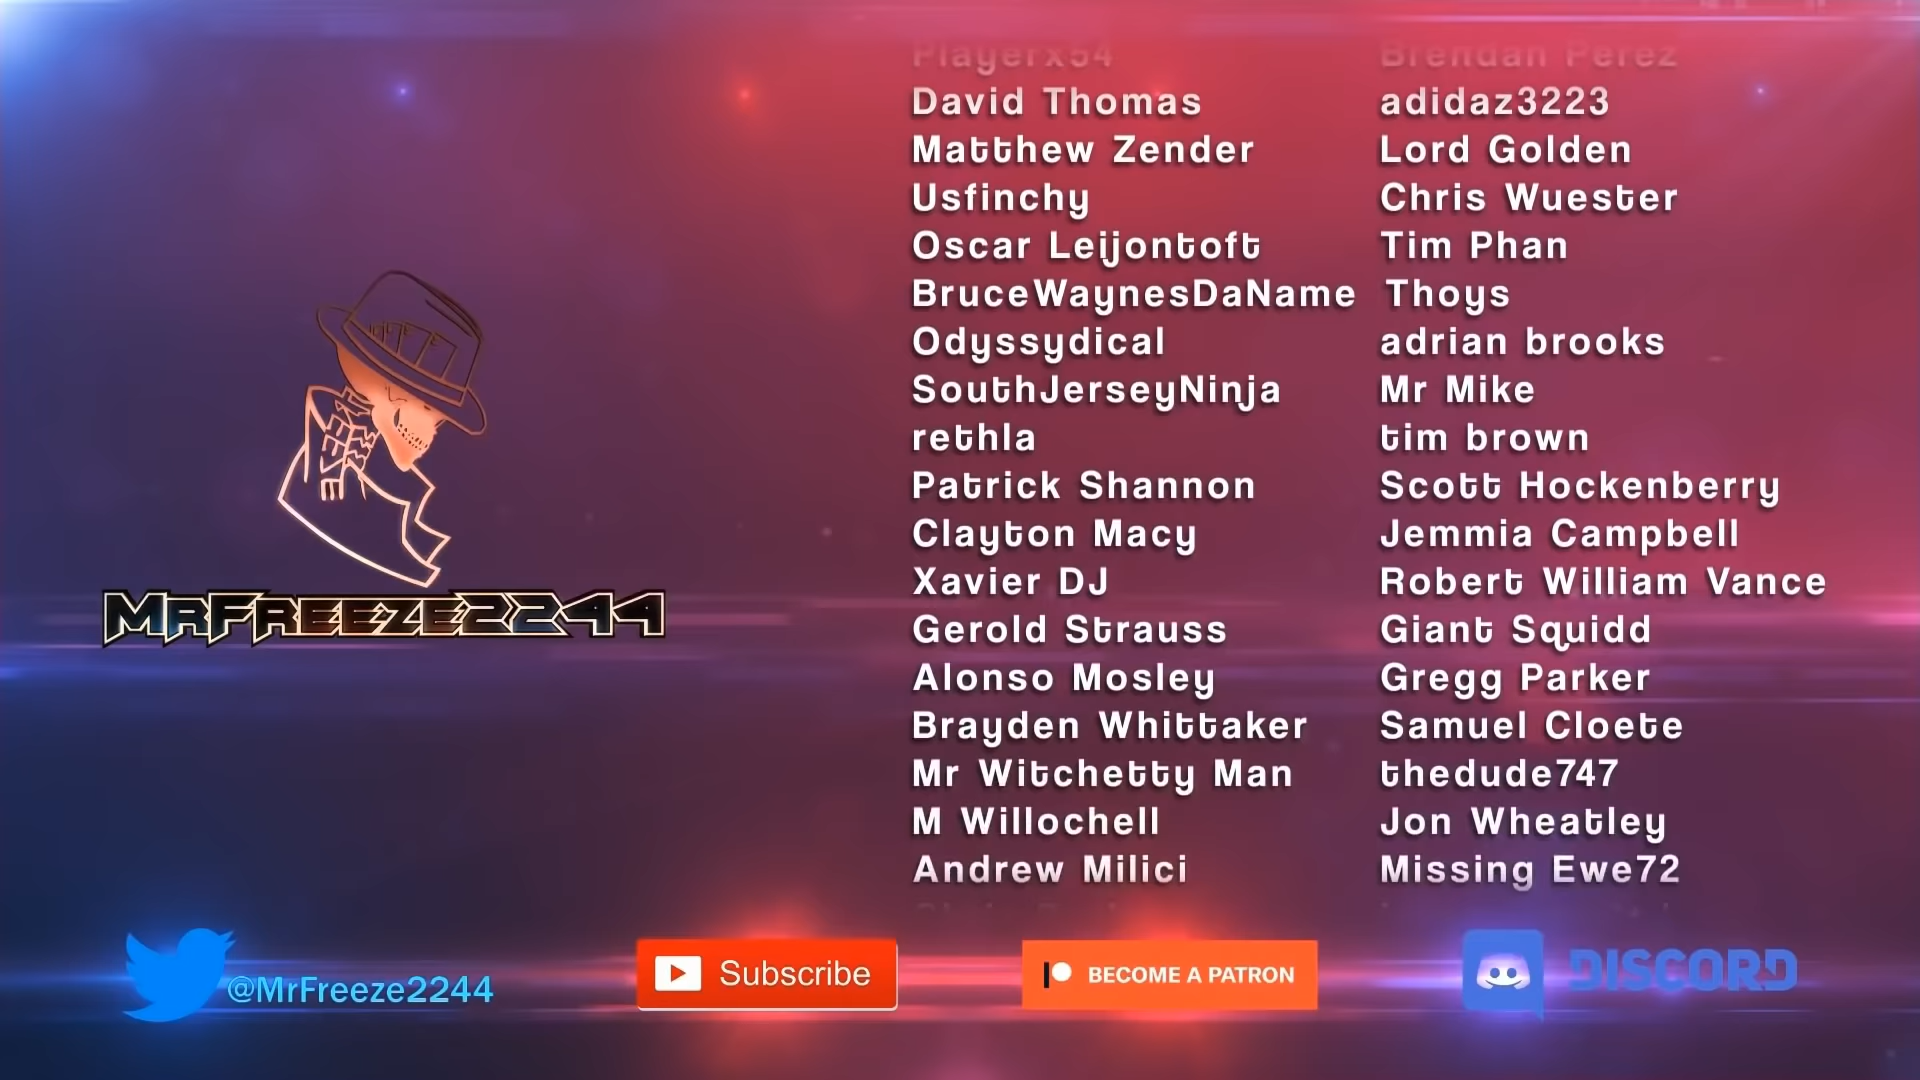 Playerx54 Brendan Perez
David Thomas adidaz3223
Matthew Zender Lord Golden
Usfinchy Chris Wuester
Oscar Leijontoft Tim Phan
BruceWaynesDaName Thoys
Odyssydical adrian brooks
SouthJerseyNinja Mr Mike
rethla tim brown
Patrick Shannon Scott Hockenberry
Clayton Macy Jemmia Campbell
Xavier DJ Robert William Vance
Gerold Strauss Giant Squidd
Alonso Mosley Gregg Parker
Brayden Whittaker Samuel Cloete
Mr Witchetty Man thedude747
M Willochell Jon Wheatley
Andrew Milici Missing Ewe72
MrFreeze2244
@MrFreeze2244
Subscribe
BECOME A PATRON
DISCORD